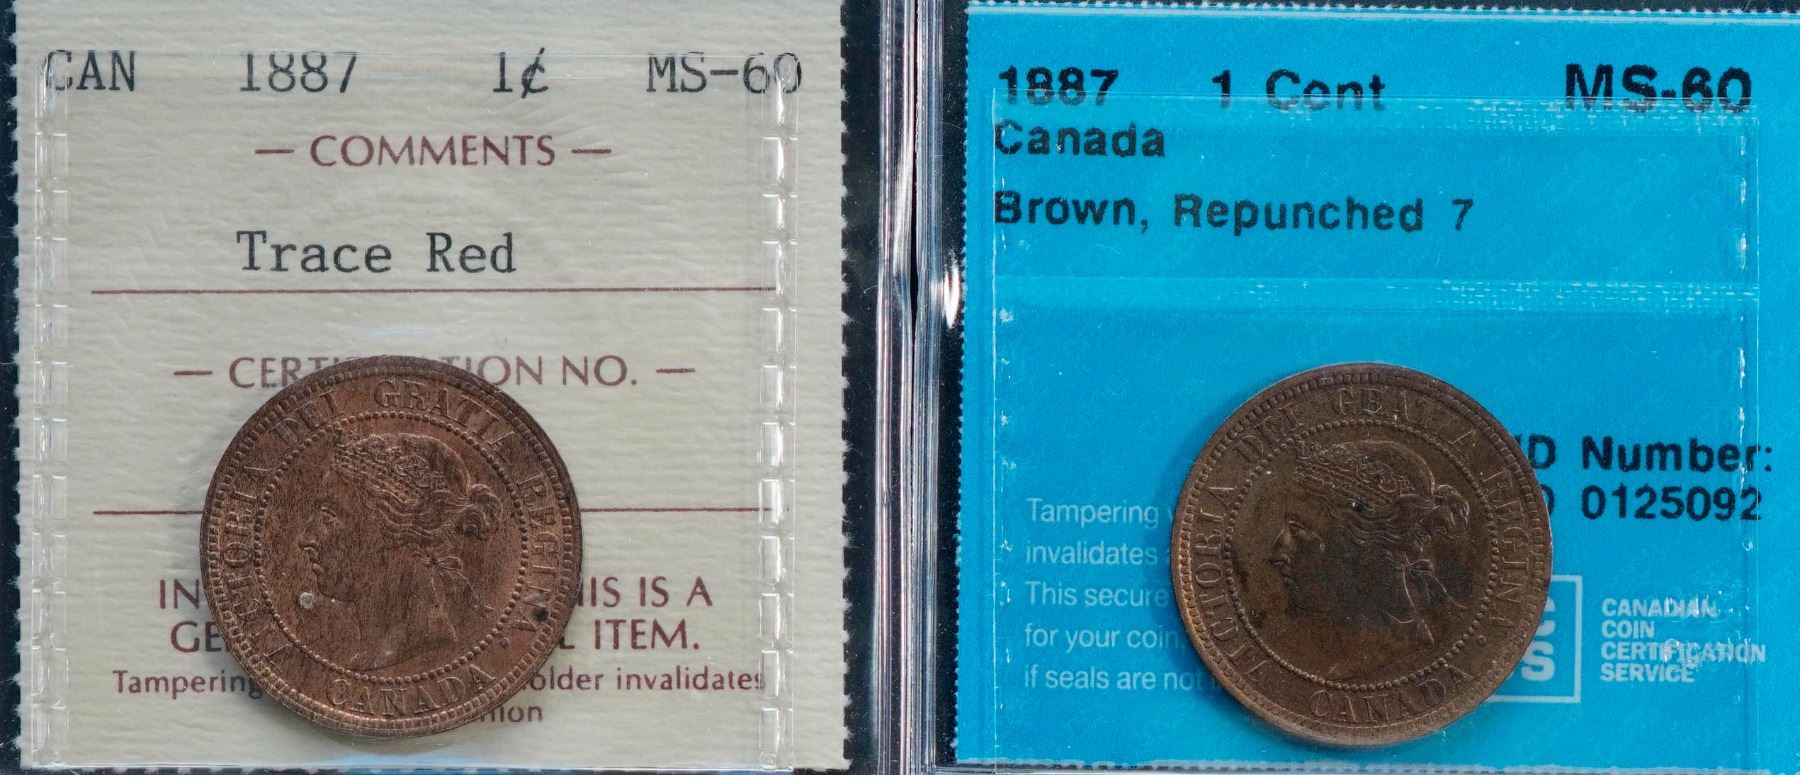 CAN 1887 1¢ MS-60
— COMMENTS —
Trace Red
— CERT ION NO. —
IN HIS IS A
GE L ITEM.
Tampering older invalidates
nion
VICTORIA DEI GRATIA REGINA.
CANADA
1887 1 Cent MS-60
Canada
Brown, Repunched 7
D Number:
0125092
Tampering
invalidates
This secure
for your coin
if seals are not
CANADIAN
COIN
CERTIFICATION
SERVICE
VICTORIA DEI GRATIA REGINA.
CANADA